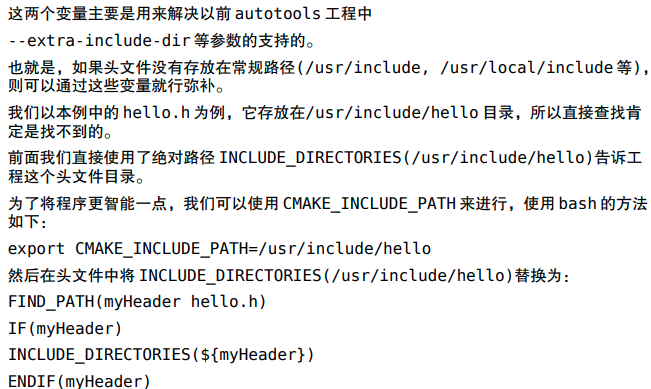 这两个变量主要是用来解决以前 autotools 工程中
--extra-include-dir 等参数的支持的。
也就是，如果头文件没有存放在常规路径(/usr/include, /usr/local/include 等)，
则可以通过这些变量就行弥补。
我们以本例中的 hello.h 为例，它存放在/usr/include/hello 目录，所以直接查找肯
定是找不到的。
前面我们直接使用了绝对路径 INCLUDE_DIRECTORIES(/usr/include/hello)告诉工
程这个头文件目录。
为了将程序更智能一点，我们可以使用 CMAKE_INCLUDE_PATH 来进行，使用 bash 的方法
如下：
export CMAKE_INCLUDE_PATH=/usr/include/hello
然后在头文件中将 INCLUDE_DIRECTORIES(/usr/include/hello)替换为：
FIND_PATH(myHeader hello.h)
IF(myHeader)
INCLUDE_DIRECTORIES(${myHeader})
ENDIF(myHeader)